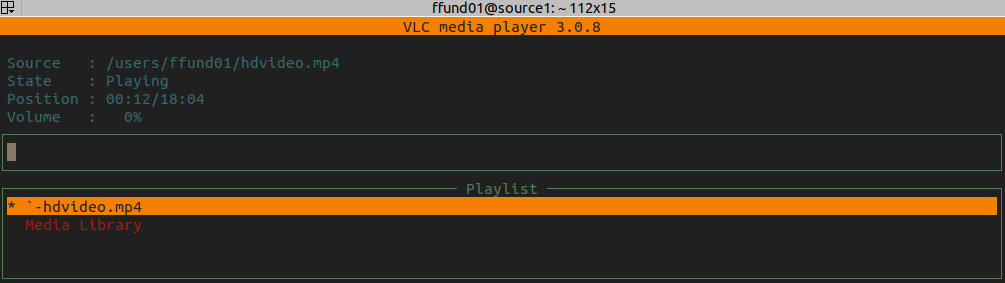 ffund01@source1: ~ 112x15
VLC media player 3.0.8
Source   : /users/ffund01/hdvideo.mp4
State    : Playing
Position : 00:12/18:04
Volume   :   0%
Playlist
* `-hdvideo.mp4
Media Library